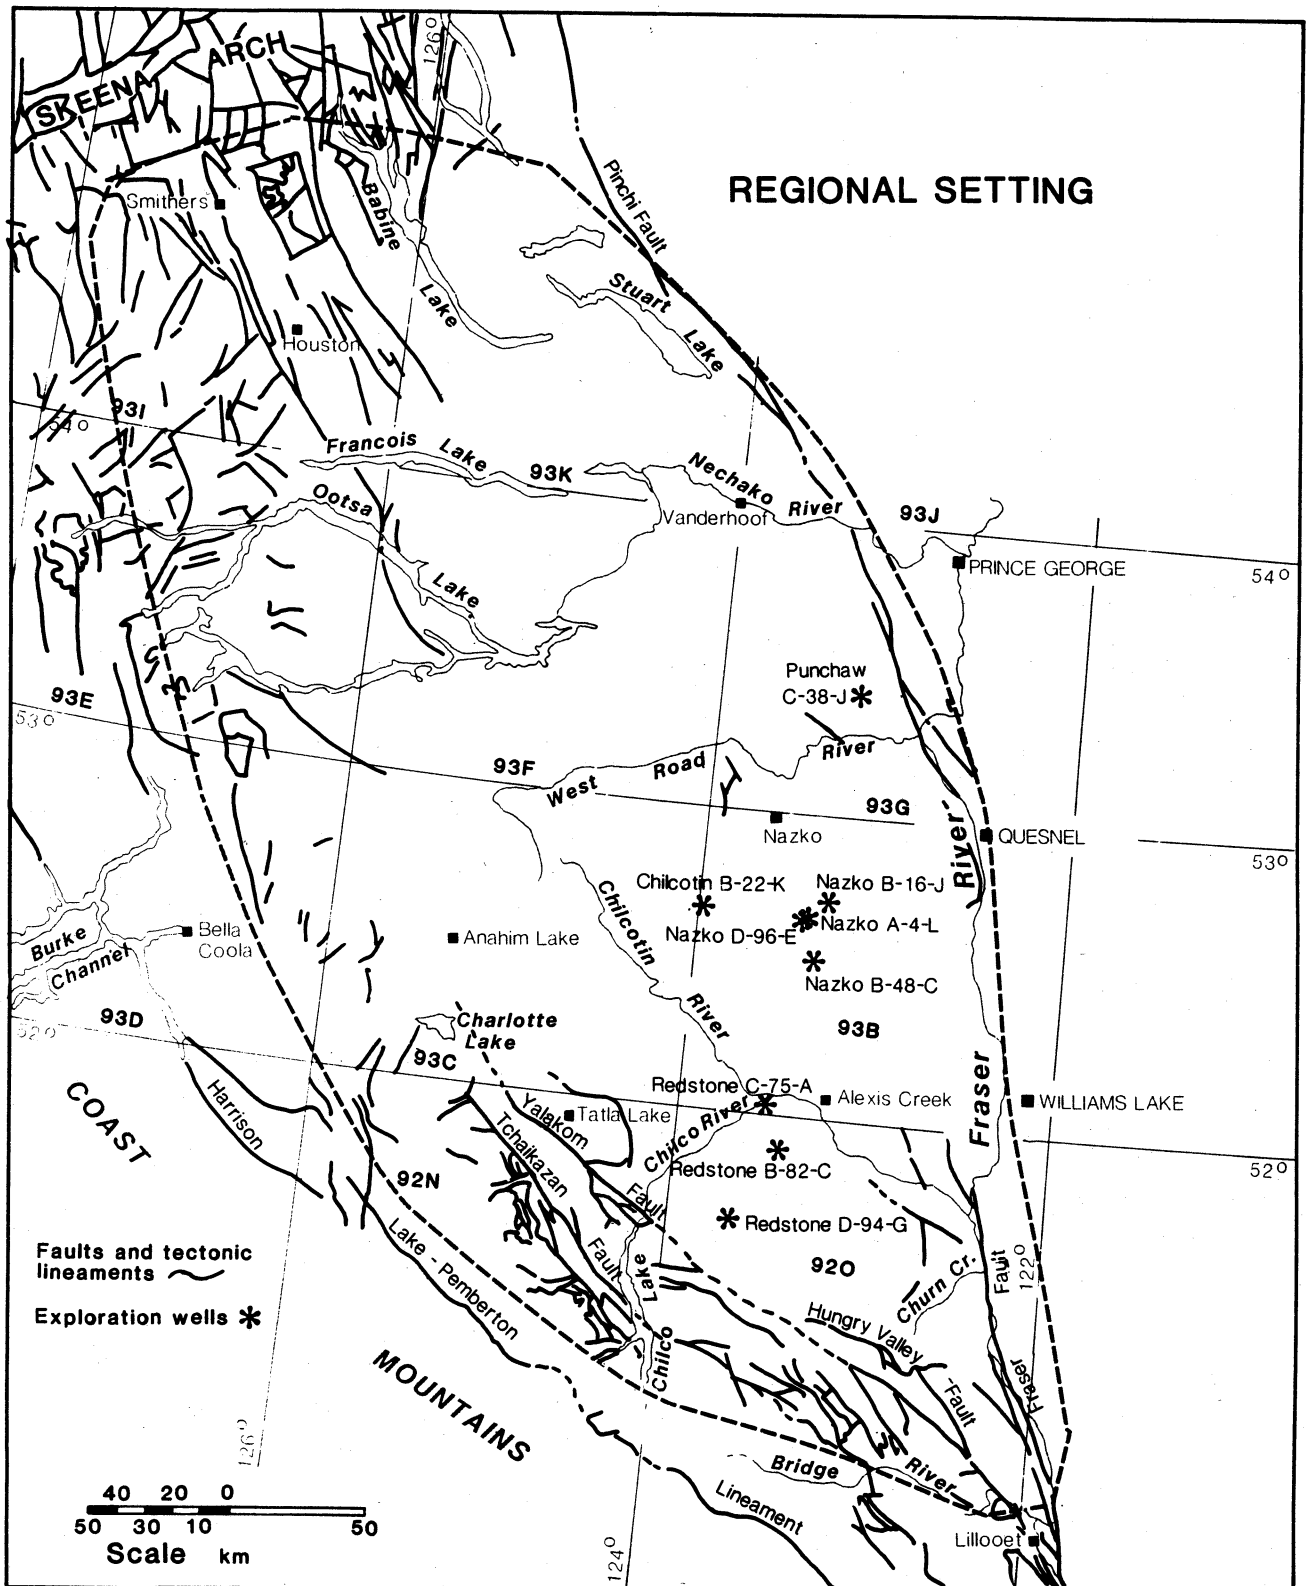 SKEENA ARCH
126°
REGIONAL SETTING
Pinchi Fault
Smithers
Babine
Lake
Stuart
Lake
Houston
93I
54°
Francois Lake
93K
Nechako
River
Ootsa
Vanderhoof
93J
PRINCE GEORGE
54°
Lake
Punchaw
C-38-J
93E
53°
93F
West Road River
93G
Nazko
River
QUESNEL
53°
Chilcotin B-22-K
Nazko B-16-J
Nazko D-96-E
Nazko A-4-L
Nazko B-48-C
Chilcotin
River
Bella
Coola
Burke
Channel
Anahim Lake
93D
52°
Charlotte
Lake
93C
93B
Fraser
Redstone C-75-A
Alexis Creek
WILLIAMS LAKE
COAST
Harrison
Yalakom
Tatla Lake
Tchaikazan
Chilco River
Redstone B-82-C
52°
92N
Fault
Redstone D-94-G
Lake - Pemberton
Fault
Lake
92O
Churn Cr.
Fault
122°
Faults and tectonic
lineaments
Exploration wells
Hungry Valley
-Fault
Chilco
Fraser
MOUNTAINS
126°
Bridge River
Lineament
Lillooet
124°
40 20 0
50 30 10 50
Scale km